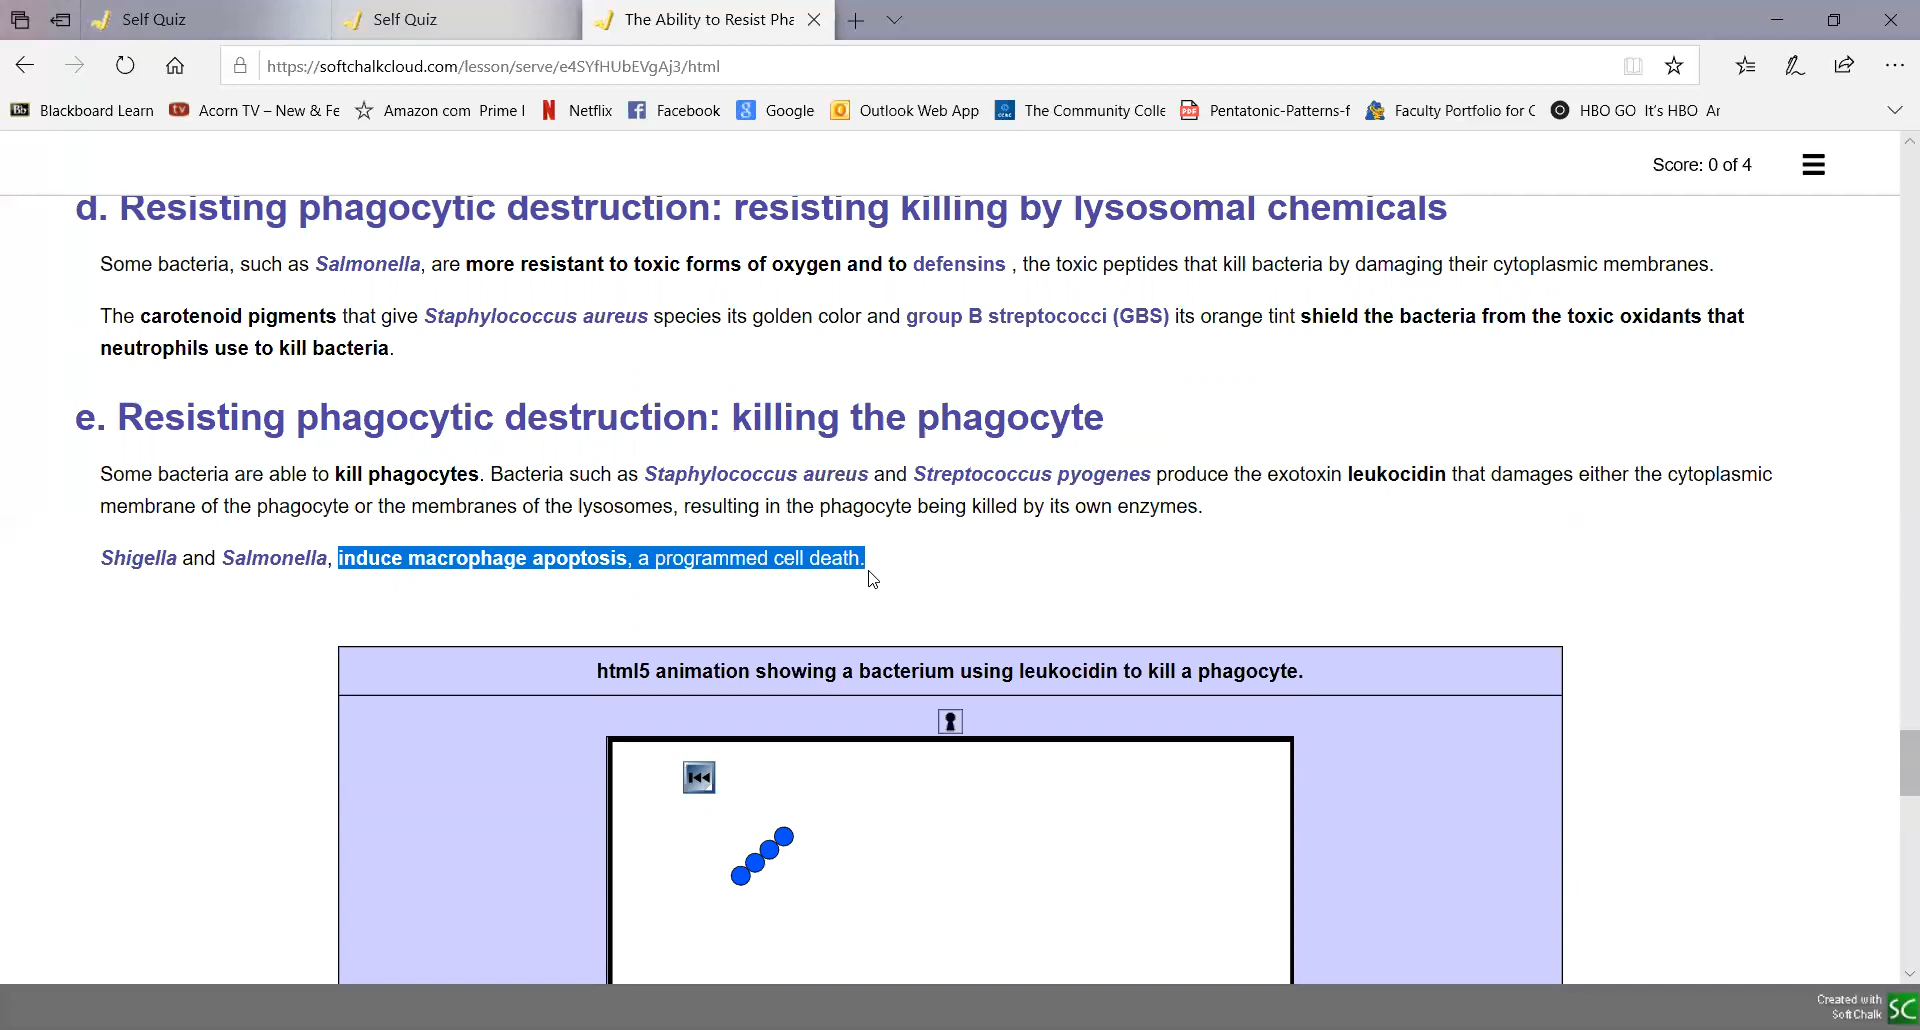 Self Quiz
Self Quiz
The Ability to Resist Pha
https://softchalkcloud.com/lesson/serve/e4SYfHUbEVgAj3/html
Bb Blackboard Learn tv Acorn TV – New & Fe Amazon com Prime I N Netflix f Facebook 8 Google O Outlook Web App CCBC The Community Colle PDF Pentatonic-Patterns-f Faculty Portfolio for C HBO GO It's HBO Ar
Score: 0 of 4
d. Resisting phagocytic destruction: resisting killing by lysosomal chemicals
Some bacteria, such as Salmonella, are more resistant to toxic forms of oxygen and to defensins , the toxic peptides that kill bacteria by damaging their cytoplasmic membranes.
The carotenoid pigments that give Staphylococcus aureus species its golden color and group B streptococci (GBS) its orange tint shield the bacteria from the toxic oxidants that
neutrophils use to kill bacteria.
e. Resisting phagocytic destruction: killing the phagocyte
Some bacteria are able to kill phagocytes. Bacteria such as Staphylococcus aureus and Streptococcus pyogenes produce the exotoxin leukocidin that damages either the cytoplasmic
membrane of the phagocyte or the membranes of the lysosomes, resulting in the phagocyte being killed by its own enzymes.
Shigella and Salmonella, induce macrophage apoptosis, a programmed cell death.
html5 animation showing a bacterium using leukocidin to kill a phagocyte.
Created with
SoftChalk
SC